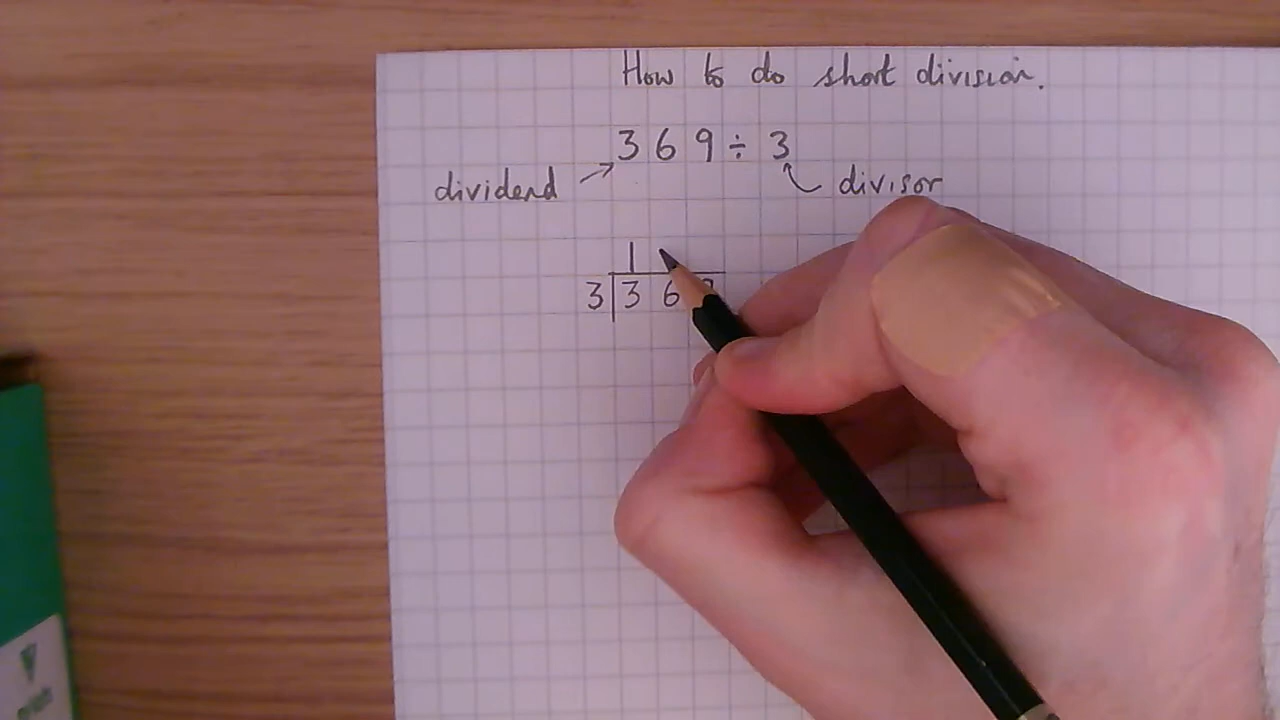 How to do short division.
369 ÷ 3
dividend divisor
1
3 3 6